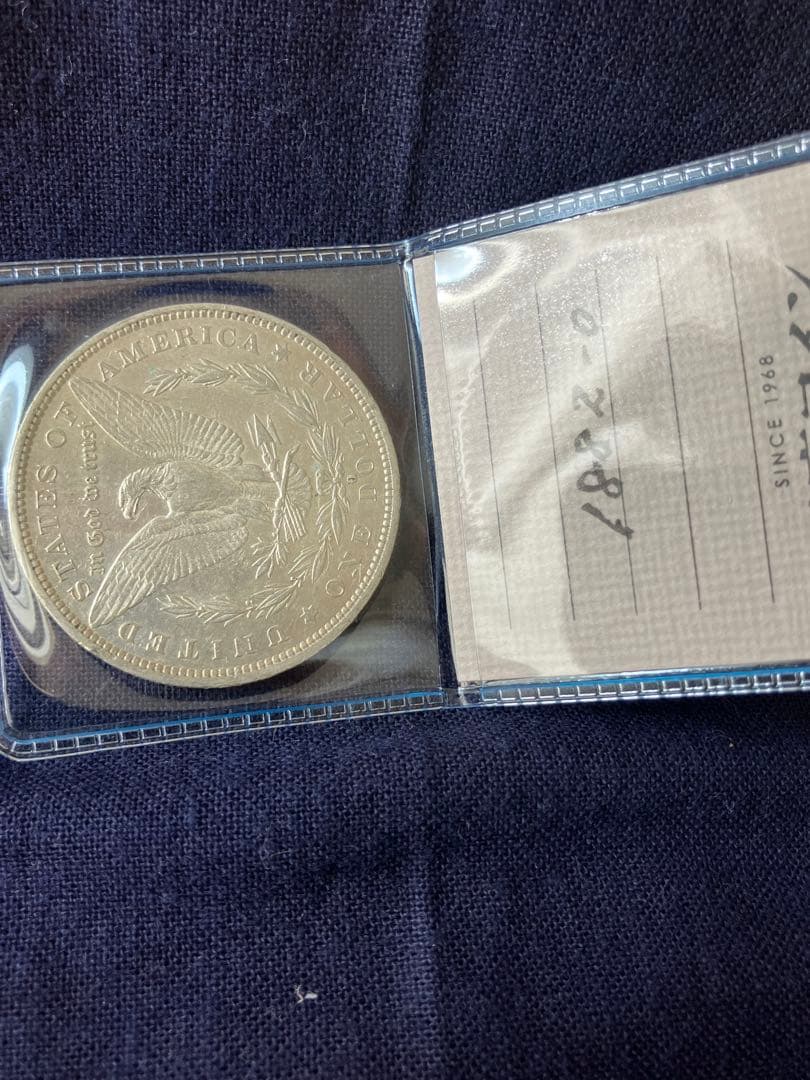 UNITED STATES OF AMERICA
In God we trust
ONE DOLLAR
O
1882-O
SINCE 1968